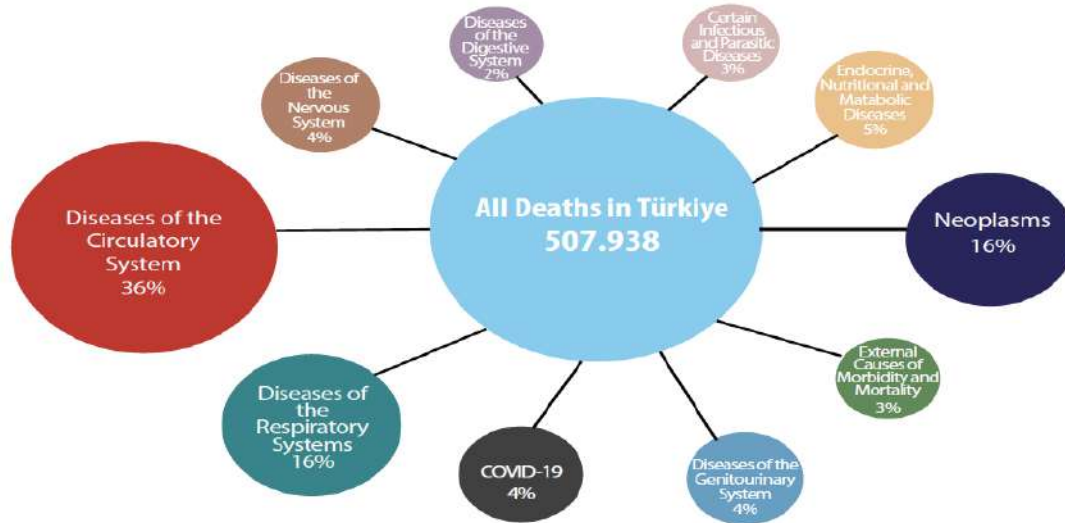 Diseases
of the
Digestive
System
2%
Certain
Infectious
and Parasitic
Diseases
3%
Diseases of
the
Nervous
System
4%
Endocrine,
Nutritional and
Matabolic
Diseases
5%
Diseases of the
Circulatory
System
36%
All Deaths in Türkiye
507.938
Neoplasms
16%
External
Causes of
Morbidity and
Mortality
3%
Diseases of
the
Respiratory
Systems
16%
COVID-19
4%
Diseases of the
Genitourinary
System
4%